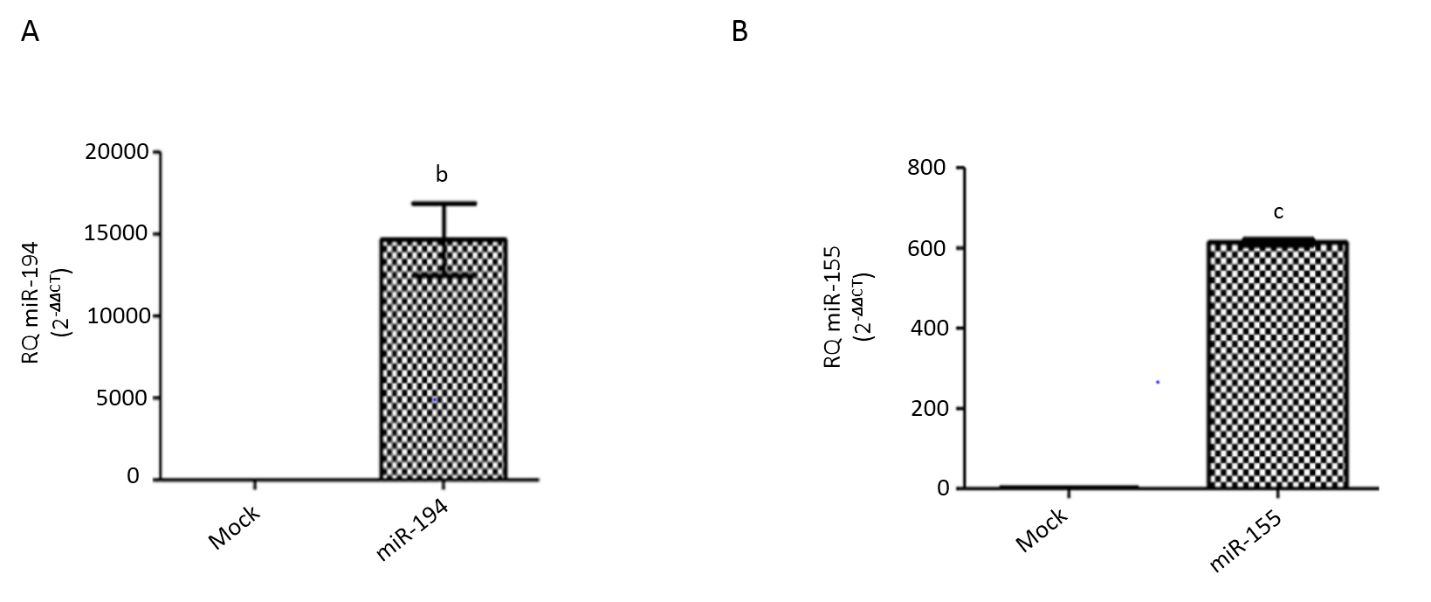 A
B
20000
15000
10000
5000
0
RQ miR-194
(2-ΔΔCT)
b
Mock
miR-194
800
600
400
200
0
RQ miR-155
(2-ΔΔCT)
c
Mock
miR-155